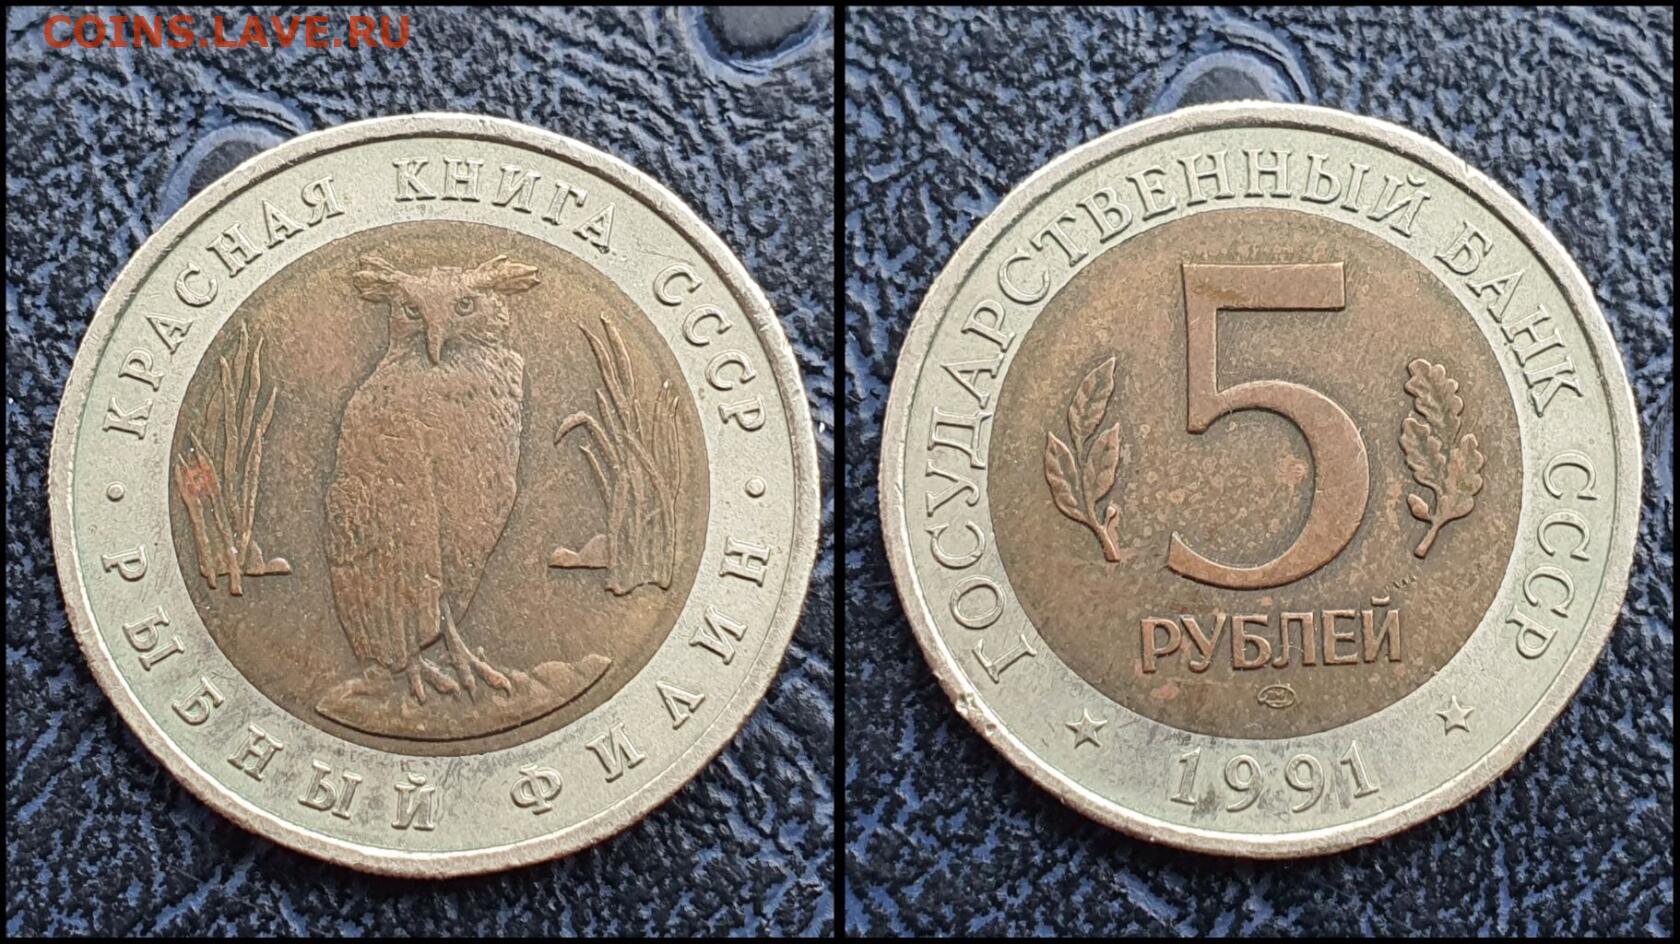 COINS.LAVE.RU
КРАСНАЯ КНИГА СССР
РЫБНЫЙ ФИЛИН
ГОСУДАРСТВЕННЫЙ БАНК СССР
5
РУБЛЕЙ
1991